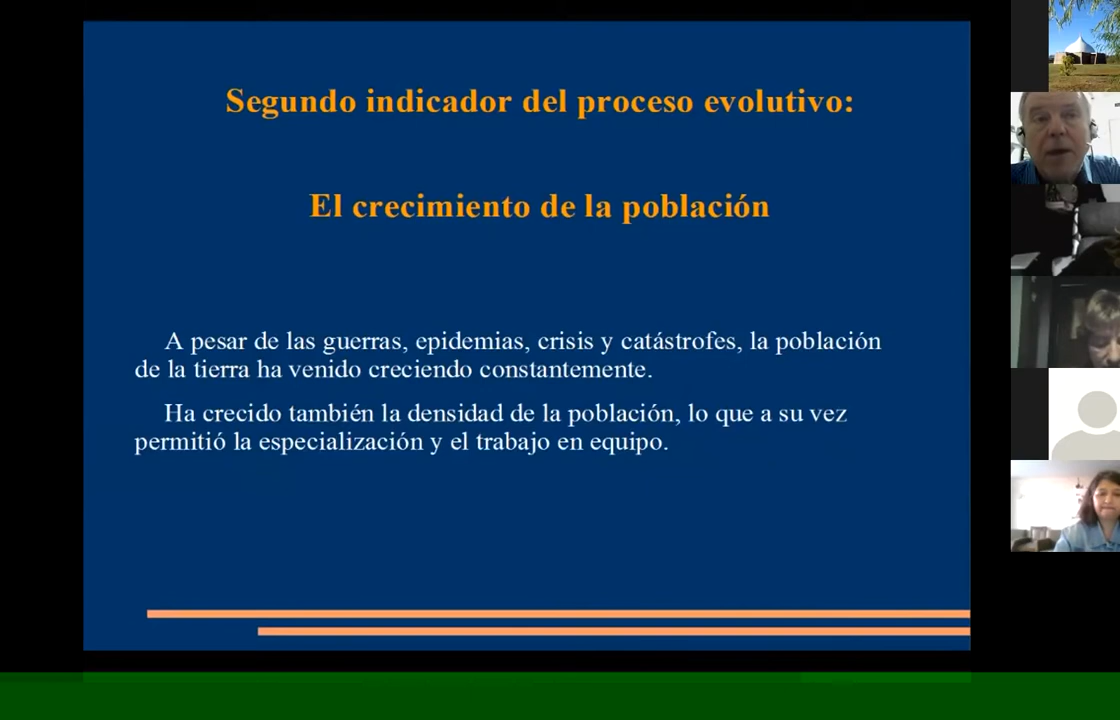 Segundo indicador del proceso evolutivo:
El crecimiento de la población
A pesar de las guerras, epidemias, crisis y catástrofes, la población
de la tierra ha venido creciendo constantemente.
Ha crecido también la densidad de la población, lo que a su vez
permitió la especialización y el trabajo en equipo.